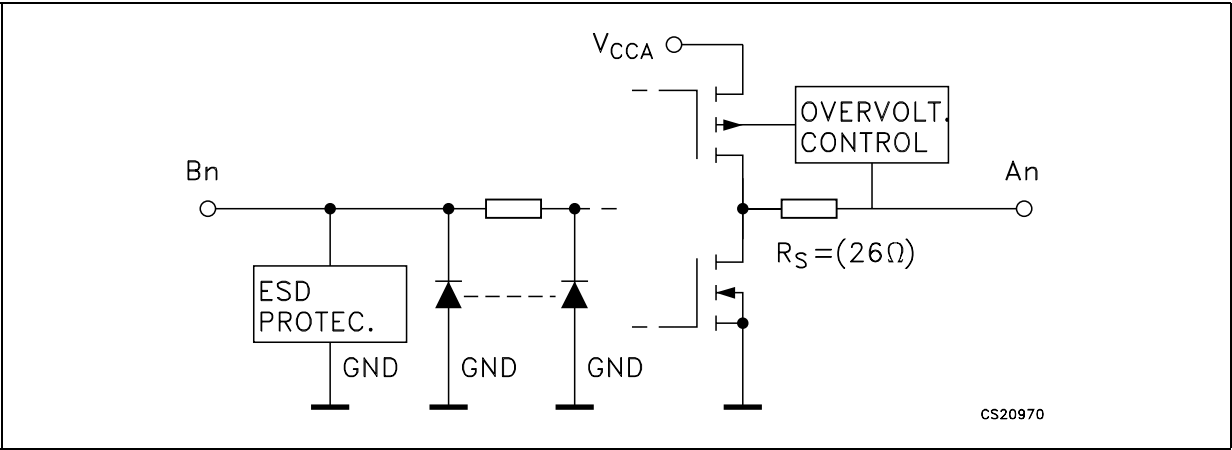 VCCA
OVERVOLT.
CONTROL
Bn
An
RS=(26Ω)
ESD
PROTEC.
GND
GND
GND
CS20970